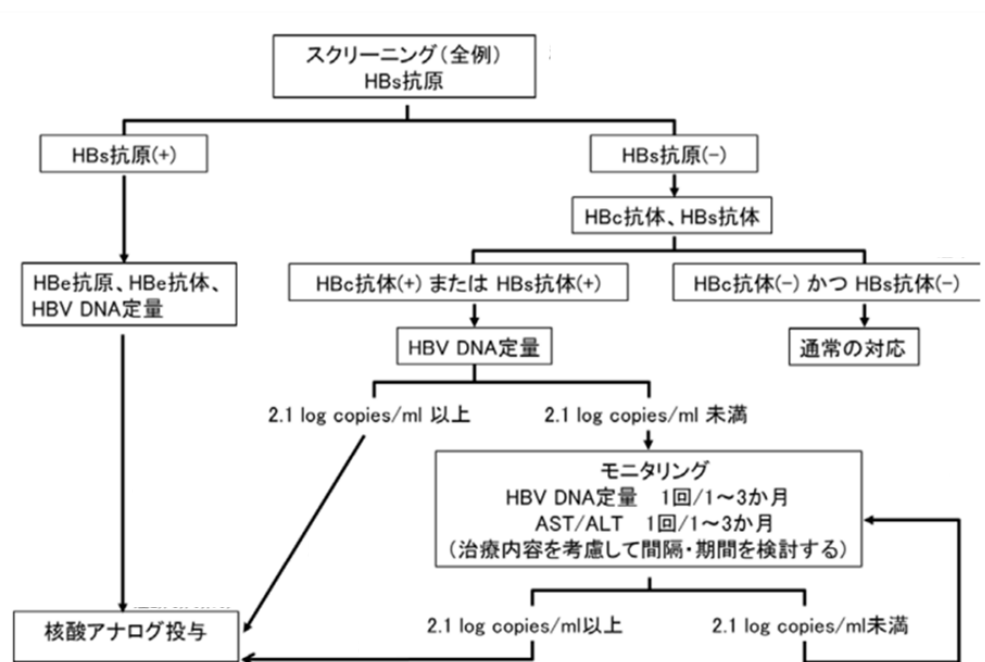 スクリーニング(全例)
HBs抗原
HBs抗原(+)
HBs抗原(-)
HBc抗体、HBs抗体
HBe抗原、HBe抗体、
HBV DNA定量
HBc抗体(+) または HBs抗体(+)
HBc抗体(-) かつ HBs抗体(-)
HBV DNA定量
通常の対応
2.1 log copies/ml 以上
2.1 log copies/ml 未満
モニタリング
HBV DNA定量 1回/1～3か月
AST/ALT 1回/1～3か月
(治療内容を考慮して間隔・期間を検討する)
核酸アナログ投与
2.1 log copies/ml以上
2.1 log copies/ml未満